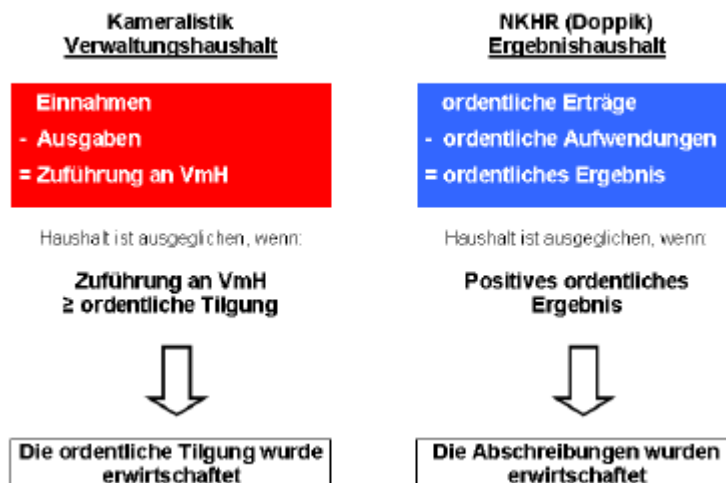 Kameralistik
Verwaltungshaushalt
Einnahmen
- Ausgaben
= Zuführung an VmH
Haushalt ist ausgeglichen, wenn:
Zuführung an VmH
≥ ordentliche Tilgung
Die ordentliche Tilgung wurde
erwirtschaftet
NKHR (Doppik)
Ergebnishaushalt
ordentliche Erträge
- ordentliche Aufwendungen
= ordentliches Ergebnis
Haushalt ist ausgeglichen, wenn:
Positives ordentliches
Ergebnis
Die Abschreibungen wurden
erwirtschaftet